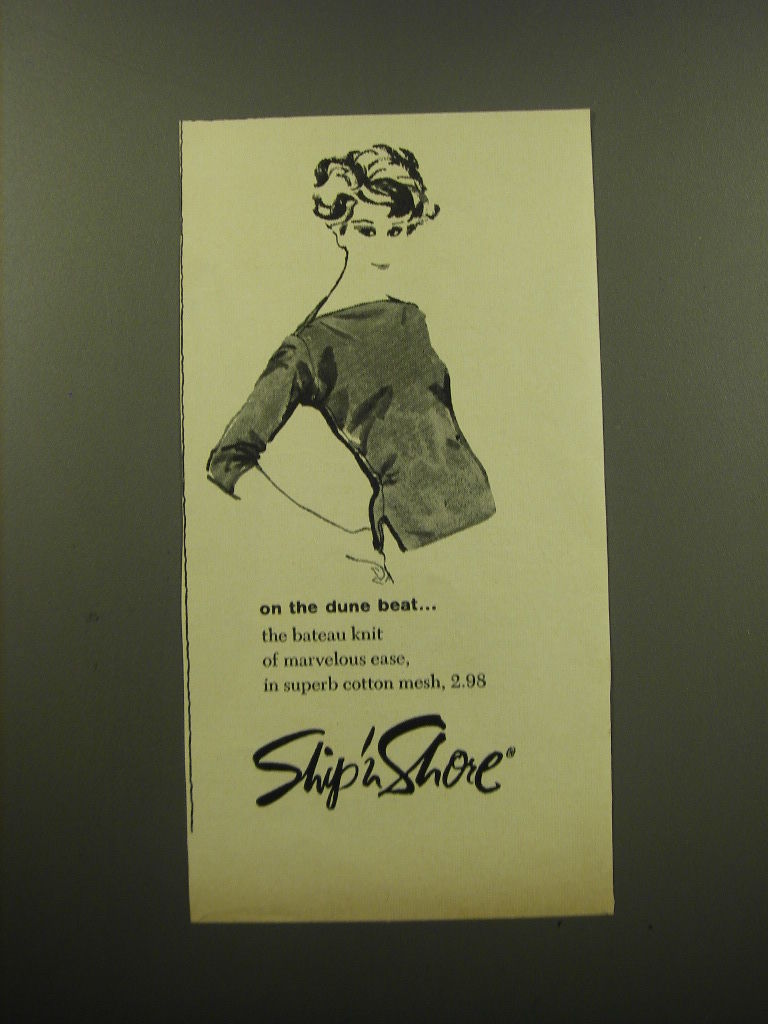 on the dune beat...
the bateau knit
of marvelous ease,
in superb cotton mesh, 2.98
Ship'n Shore®